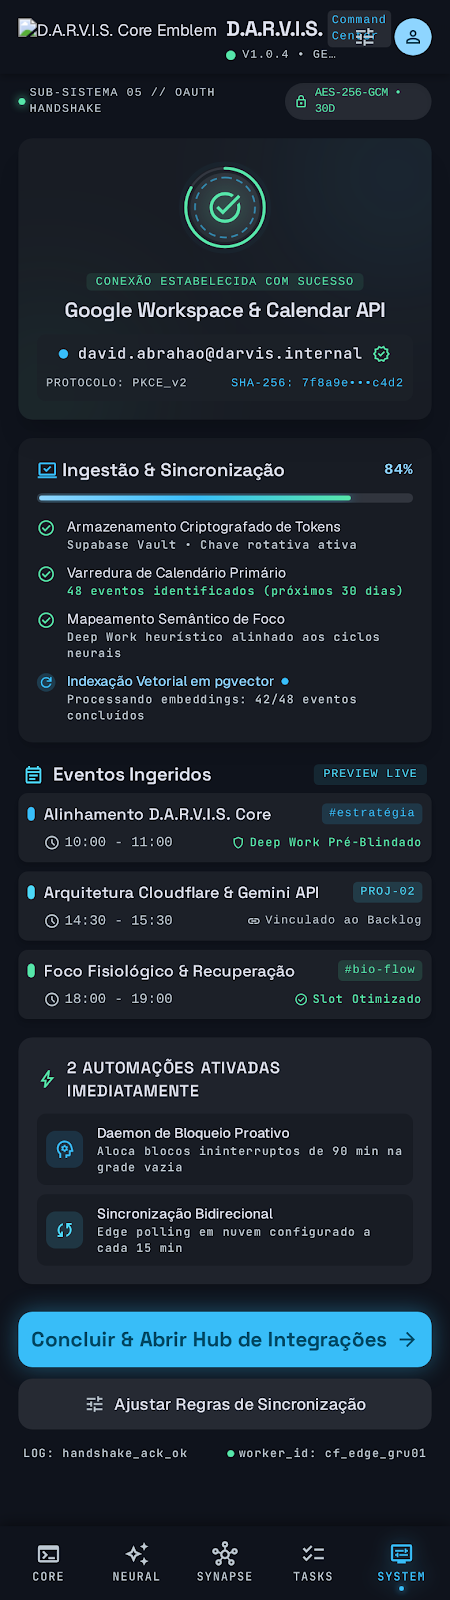 D.A.R.V.I.S. Core Emblem
D.A.R.V.I.S.
Command
Center
V1.0.4 • GE…
SUB-SISTEMA 05 // OAUTH
HANDSHAKE
AES-256-GCM •
30D
CONEXÃO ESTABELECIDA COM SUCESSO
Google Workspace & Calendar API
david.abrahao@darvis.internal
PROTOCOLO: PKCE_v2
SHA-256: 7f8a9e•••c4d2
Ingestão & Sincronização
84%
Armazenamento Criptografado de Tokens
Supabase Vault • Chave rotativa ativa
Varredura de Calendário Primário
48 eventos identificados (próximos 30 dias)
Mapeamento Semântico de Foco
Deep Work heurístico alinhado aos ciclos
neurais
Indexação Vetorial em pgvector
Processando embeddings: 42/48 eventos
concluídos
Eventos Ingeridos
PREVIEW LIVE
Alinhamento D.A.R.V.I.S. Core
#estratégia
10:00 - 11:00
Deep Work Pré-Blindado
Arquitetura Cloudflare & Gemini API
PROJ-02
14:30 - 15:30
Vinculado ao Backlog
Foco Fisiológico & Recuperação
#bio-flow
18:00 - 19:00
Slot Otimizado
2 AUTOMAÇÕES ATIVADAS
IMEDIATAMENTE
Daemon de Bloqueio Proativo
Aloca blocos ininterruptos de 90 min na
grade vazia
Sincronização Bidirecional
Edge polling em nuvem configurado a
cada 15 min
Concluir & Abrir Hub de Integrações
Ajustar Regras de Sincronização
LOG: handshake_ack_ok
worker_id: cf_edge_gru01
CORE
NEURAL
SYNAPSE
TASKS
SYSTEM